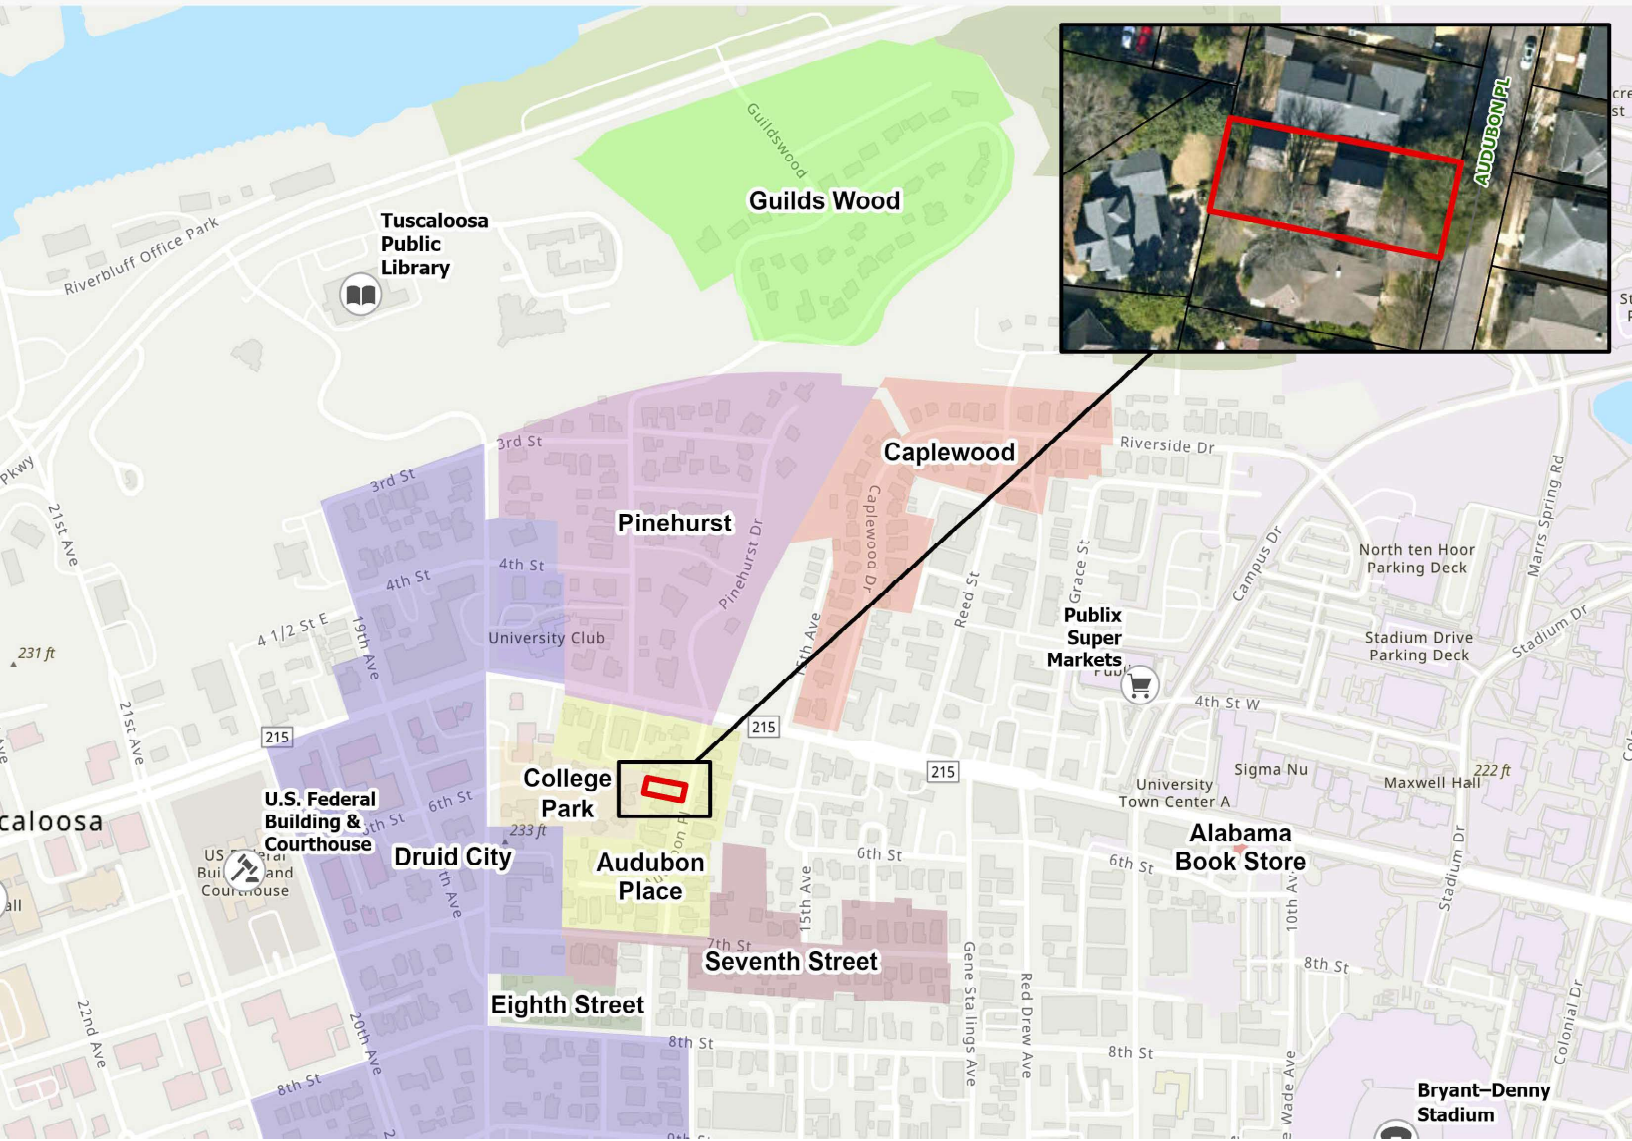 Guildswood
Guilds Wood
AUDUBON PL
Tuscaloosa
Public
Library
Riverbluff Office Park
Pkwy
21st Ave
3rd St
3rd St
Caplewood
Riverside Dr
Pinehurst
Caplewood Dr
Pinehurst Dr
4th St
4th St
4 1/2 St E
19th Ave
University Club
Reed St
Grace St
Campus Dr
Marrs Spring Rd
North ten Hoor
Parking Deck
Stadium Drive
Parking Deck
Stadium Dr
Publix
Super
Markets
231 ft
21st Ave
215
215
215
4th St W
College
Park
University
Town Center A
Sigma Nu
Maxwell Hall
222 ft
U.S. Federal
Building &
Courthouse
caloosa
6th St
233 ft
Druid City
Audubon
Place
6th St
6th St
Alabama
Book Store
Stadium Dr
15th Ave
10th Av
7th St
Seventh Street
Eighth Street
8th St
8th St
8th St
8th St
Gene Stallings Ave
Red Drew Ave
Wade Ave
Colonial Dr
20th Ave
22nd Ave
Bryant–Denny
Stadium